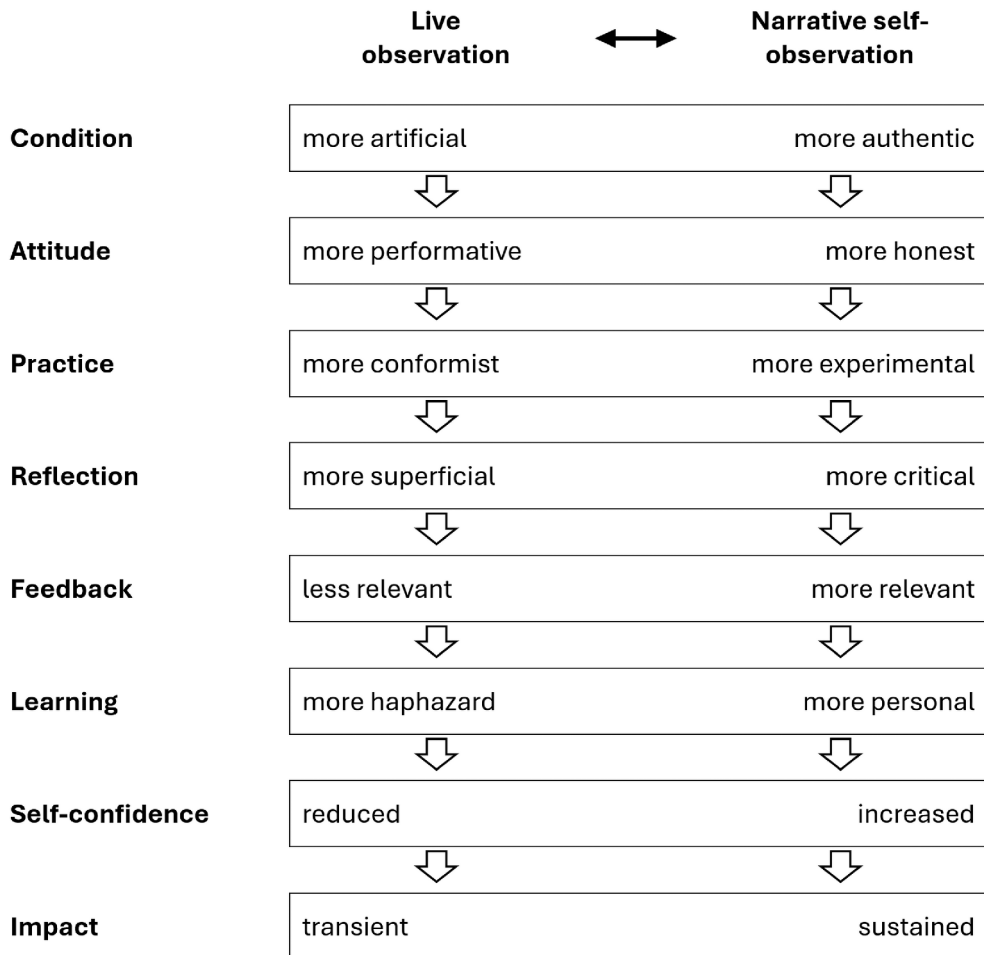 Live Narrative self-
observation observation
Condition more artificial more authentic
Attitude more performative more honest
Practice more conformist more experimental
Reflection more superficial more critical
Feedback less relevant more relevant
Learning more haphazard more personal
Self-confidence reduced increased
Impact transient sustained